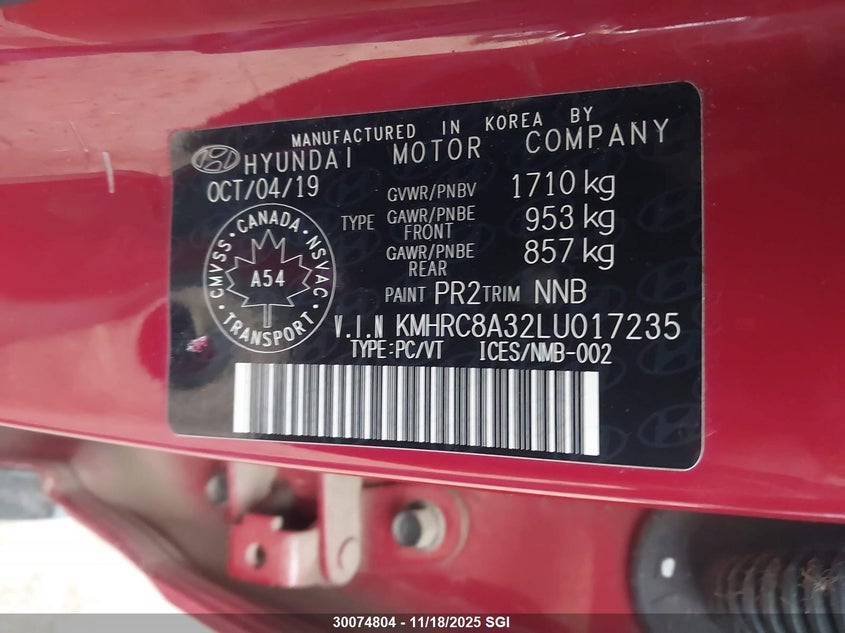 MANUFACTURED IN KOREA BY
HYUNDAI MOTOR COMPANY
OCT/04/19
GVWR/PNBV 1710 kg
TYPE GAWR/PNBE FRONT 953 kg
GAWR/PNBE REAR 857 kg
CMVSS • CANADA • NSVAC • TRANSPORT •
A54
PAINT PR2 TRIM NNB
V.I.N KMHRC8A32LU017235
TYPE:PC/VT ICES/NMB-002
30074804 - 11/18/2025 SGI